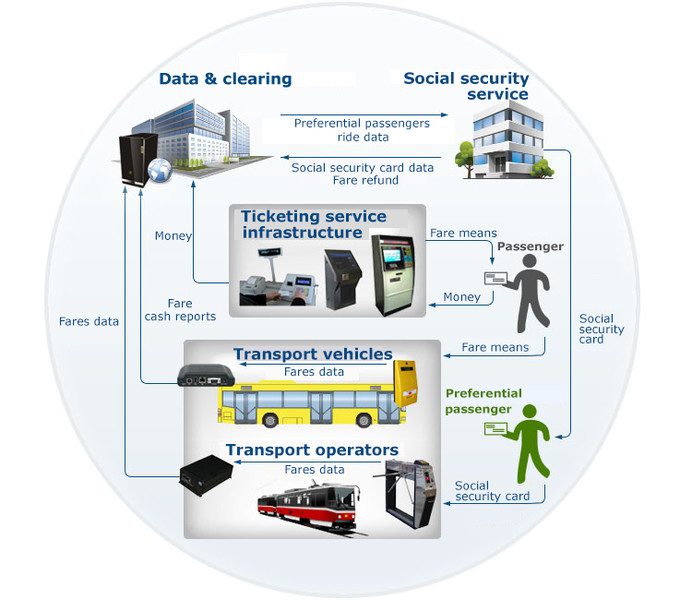 Data & clearing
Social security
service
Preferential passengers
ride data
Social security card data
Fare refund
Ticketing service
infrastructure
Fare means
Passenger
Money
Money
Fare
cash reports
Fares data
Social
security
card
Fare means
Transport vehicles
Fares data
Preferential
passenger
Transport operators
Fares data
Social
security card